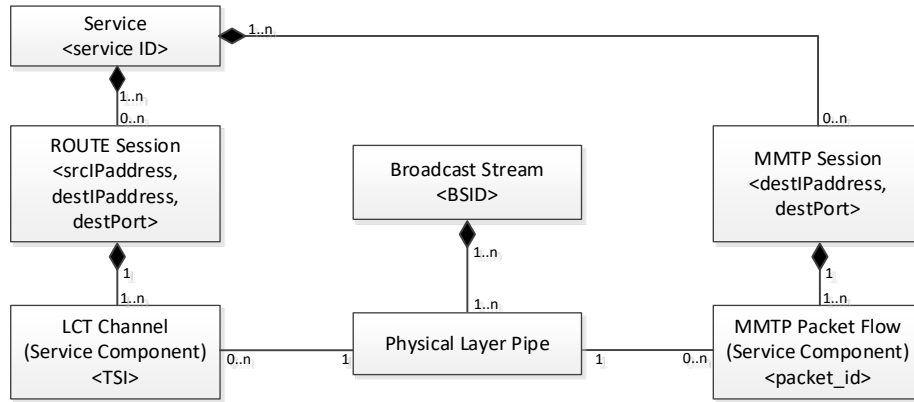 Service
<service ID>
1..n
1..n
0..n
0..n
ROUTE Session
<srcIPaddress,
destIPaddress,
destPort>
Broadcast Stream
<BSID>
MMTP Session
<destIPaddress,
destPort>
1
1..n
1..n
1..n
1
1..n
LCT Channel
(Service Component)
<TSI>
0..n
1
Physical Layer Pipe
1
0..n
MMTP Packet Flow
(Service Component)
<packet_id>